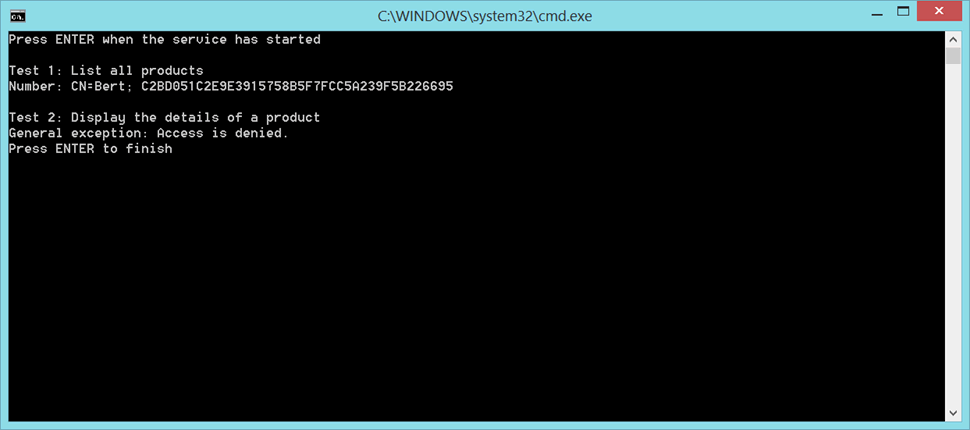 C:\WINDOWS\system32\cmd.exe
Press ENTER when the service has started
Test 1: List all products
Number: CN=Bert; C2BD051C2E9E3915758B5F7FCC5A239F5B226695
Test 2: Display the details of a product
General exception: Access is denied.
Press ENTER to finish